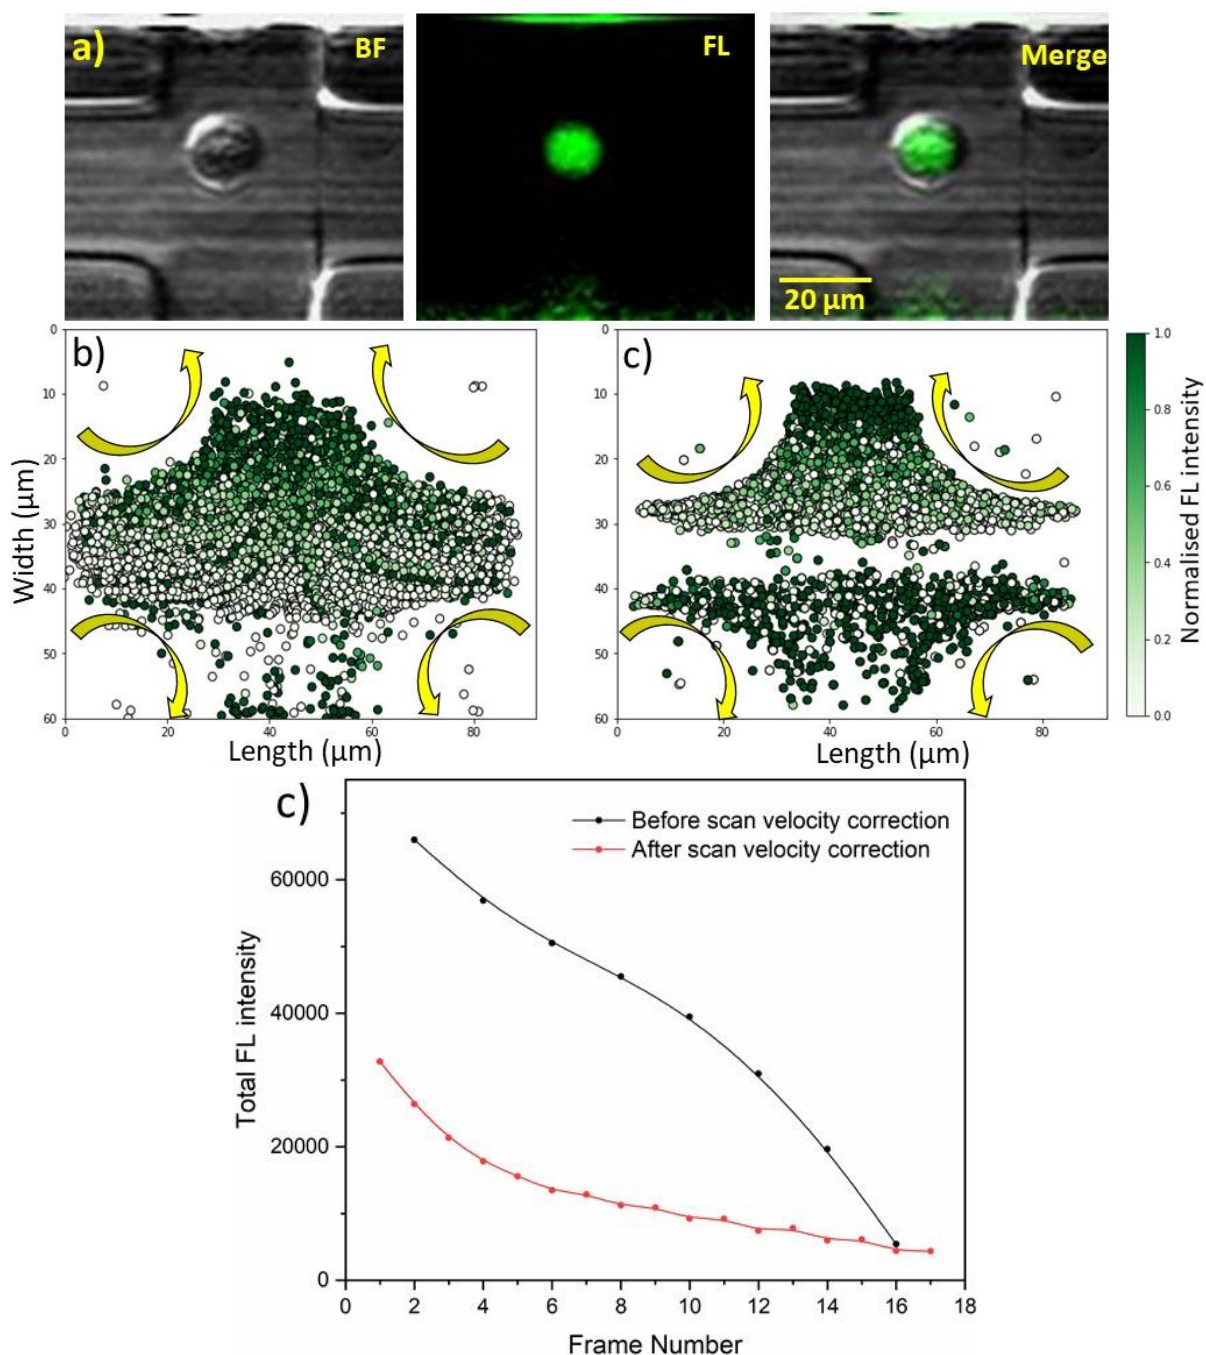 a) BF FL Merge
20 µm
b) c)
0 10 20 30 40 50 60
Width (µm)
0 20 40 60 80
Length (µm)
0 10 20 30 40 50 60
0 20 40 60 80
Length (µm)
1.0 0.8 0.6 0.4 0.2 0.0
Normalised FL intensity
c)
Before scan velocity correction
After scan velocity correction
60000
40000
20000
0
Total FL intensity
0 2 4 6 8 10 12 14 16 18
Frame Number